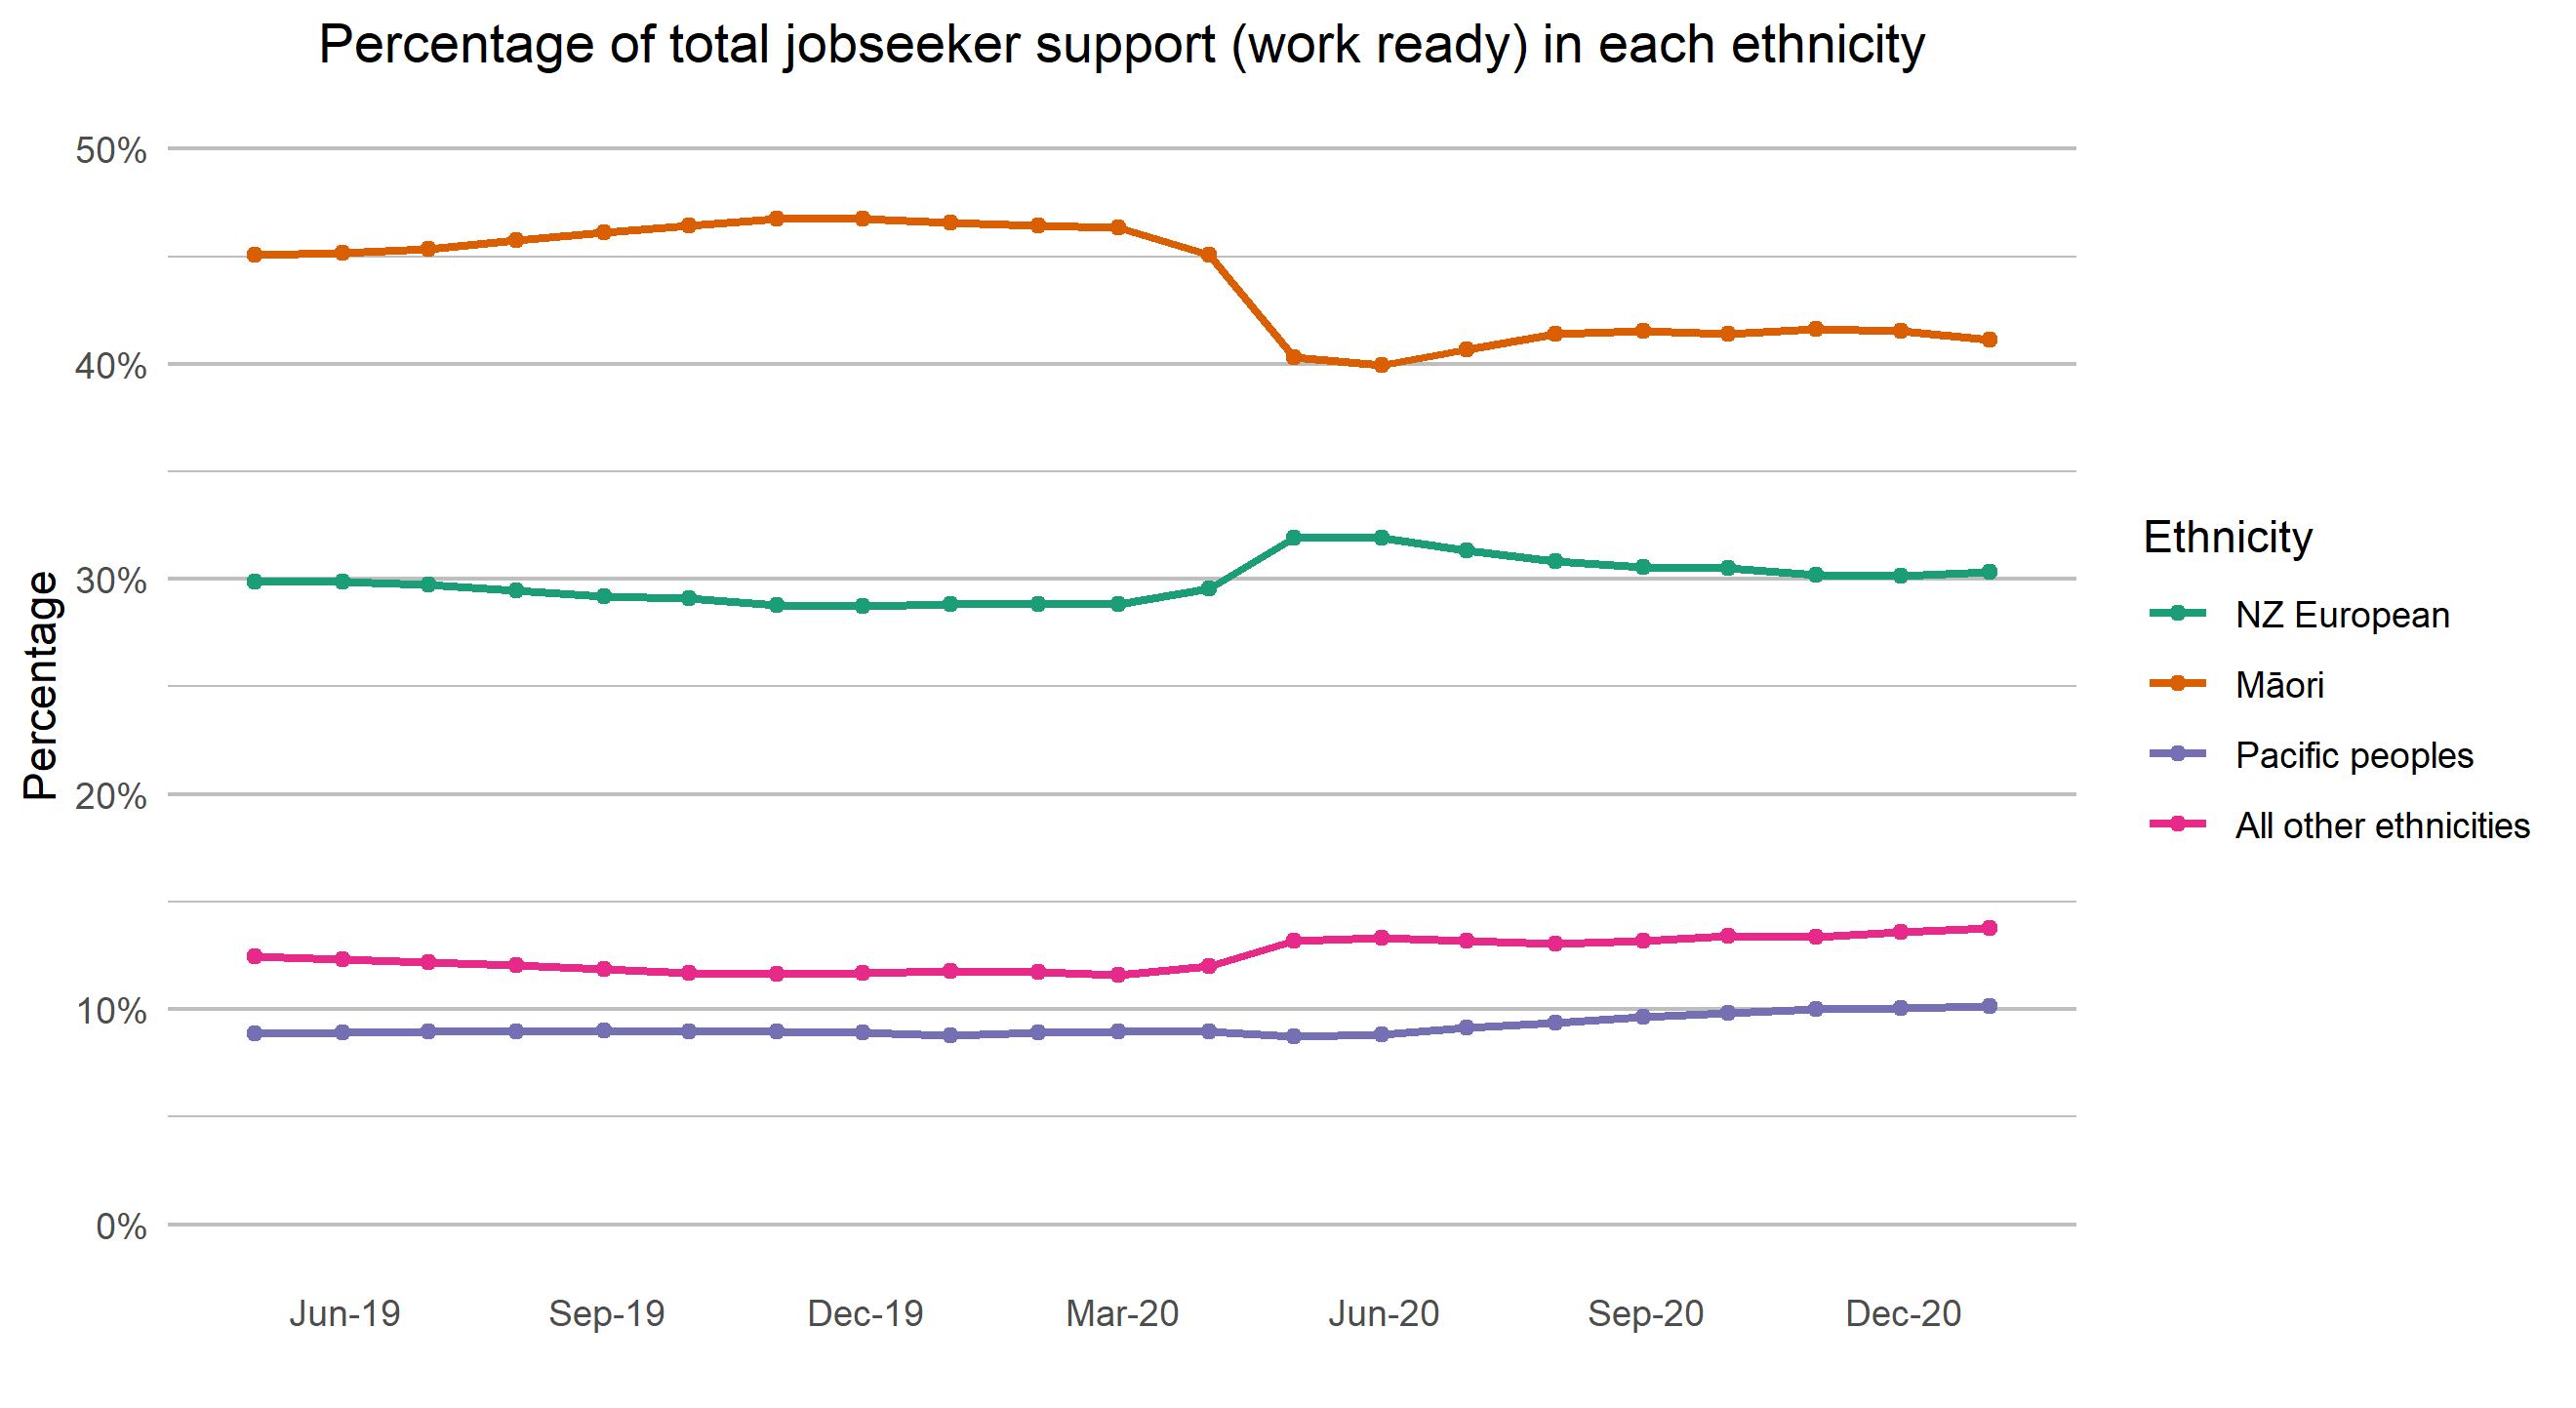 Percentage of total jobseeker support (work ready) in each ethnicity
50%
40%
30%
20%
10%
0%
Percentage
Jun-19
Sep-19
Dec-19
Mar-20
Jun-20
Sep-20
Dec-20
Ethnicity
NZ European
Māori
Pacific peoples
All other ethnicities